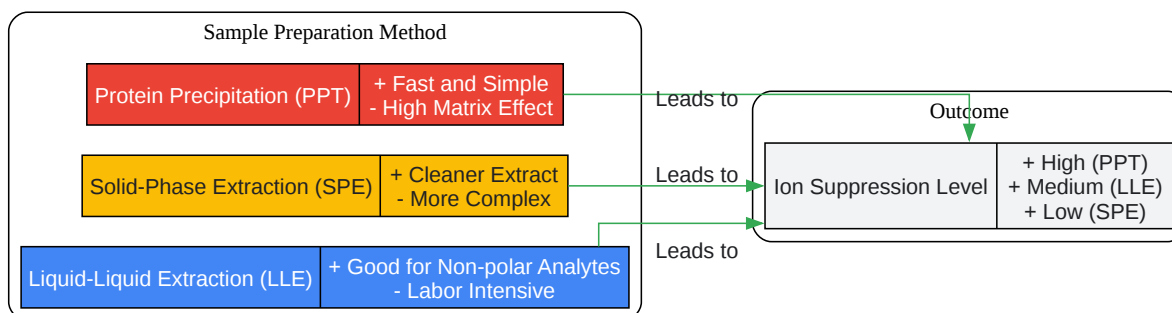 Sample Preparation Method
Protein Precipitation (PPT)
+ Fast and Simple
- High Matrix Effect
Solid-Phase Extraction (SPE)
+ Cleaner Extract
- More Complex
Liquid-Liquid Extraction (LLE)
+ Good for Non-polar Analytes
- Labor Intensive
Leads to
Leads to
Leads to
Outcome
Ion Suppression Level
+ High (PPT)
+ Medium (LLE)
+ Low (SPE)